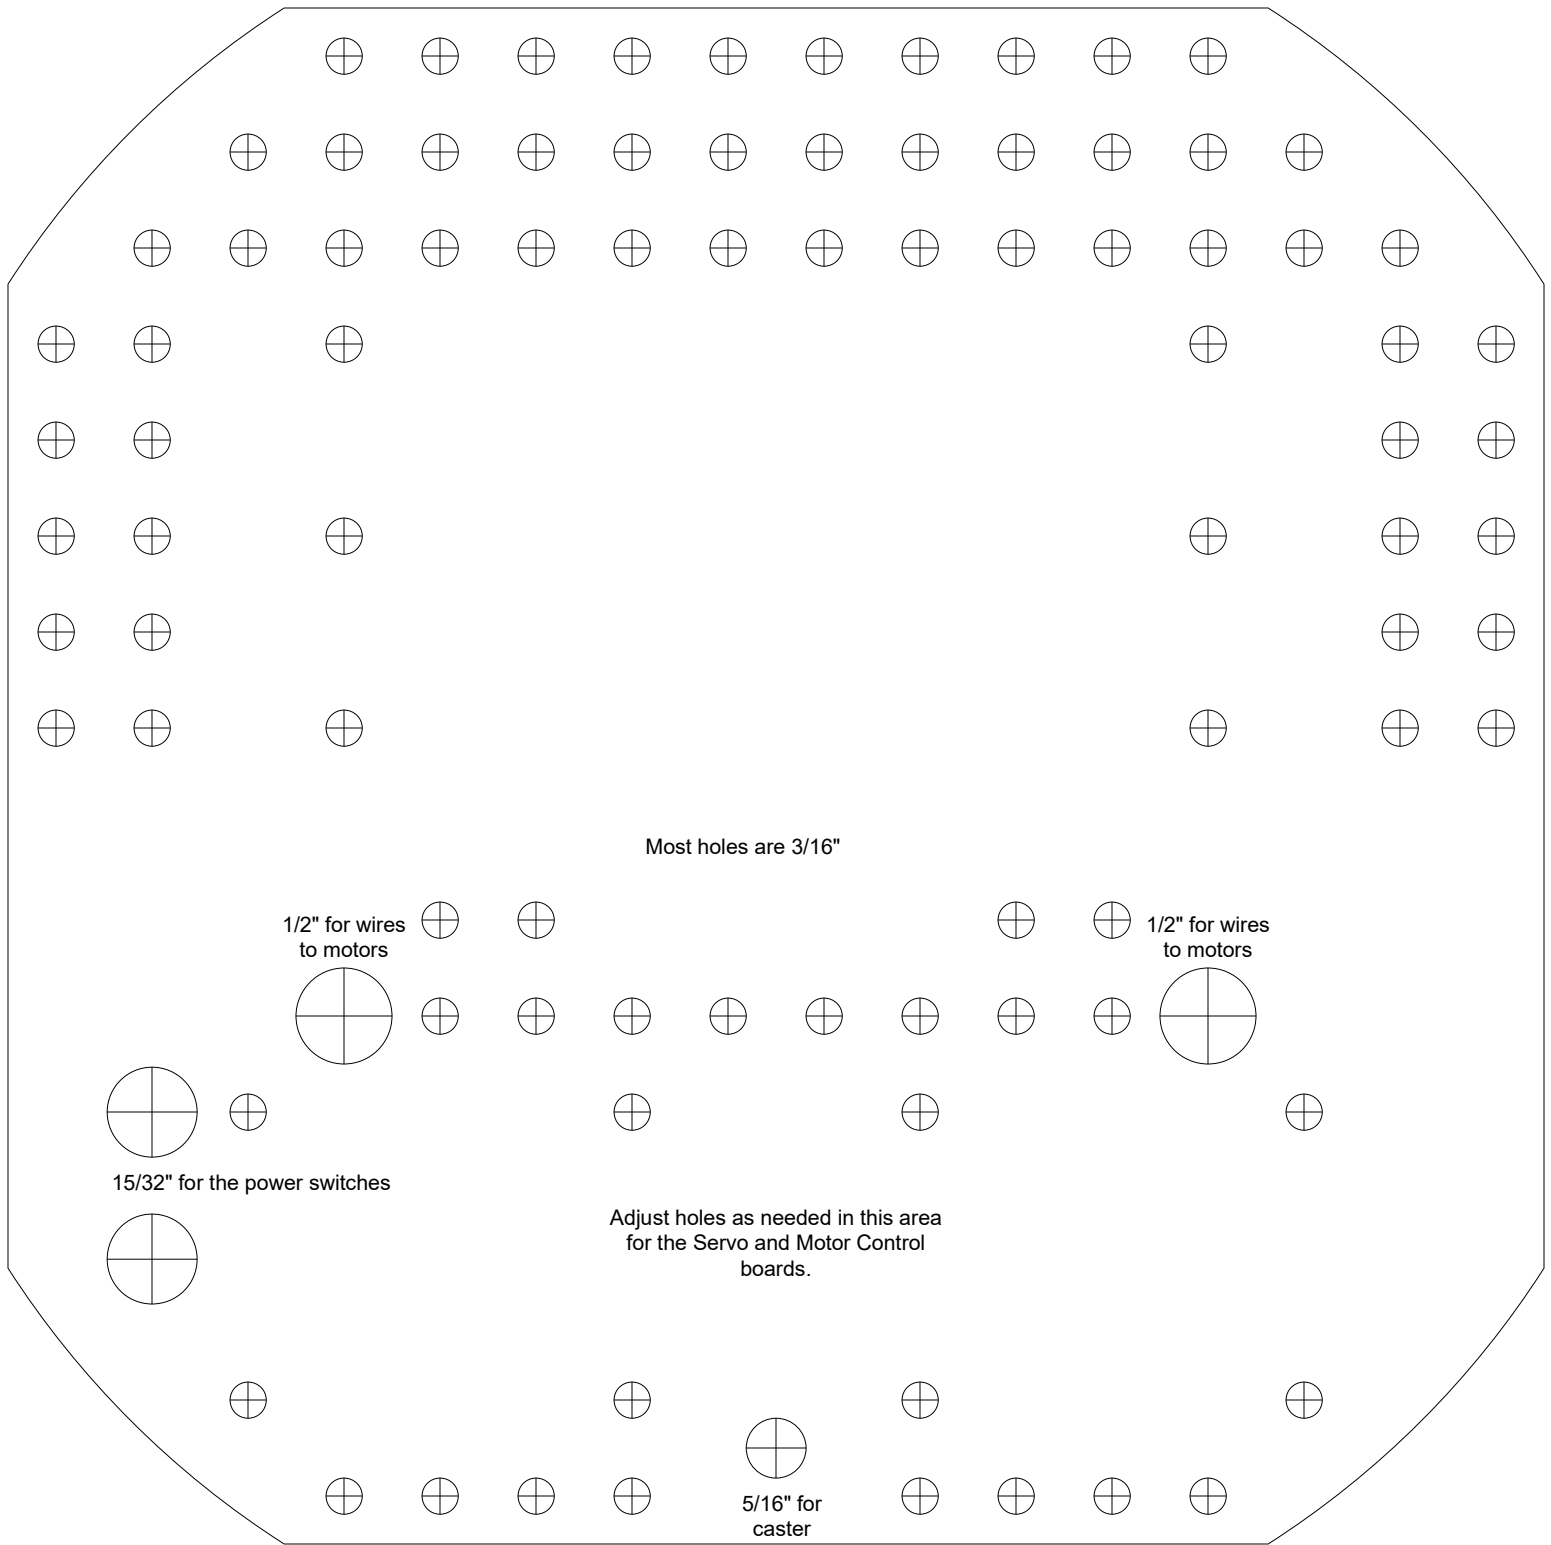 Most holes are 3/16"
1/2" for wires
to motors
1/2" for wires
to motors
15/32" for the power switches
Adjust holes as needed in this area
for the Servo and Motor Control
boards.
5/16" for
caster